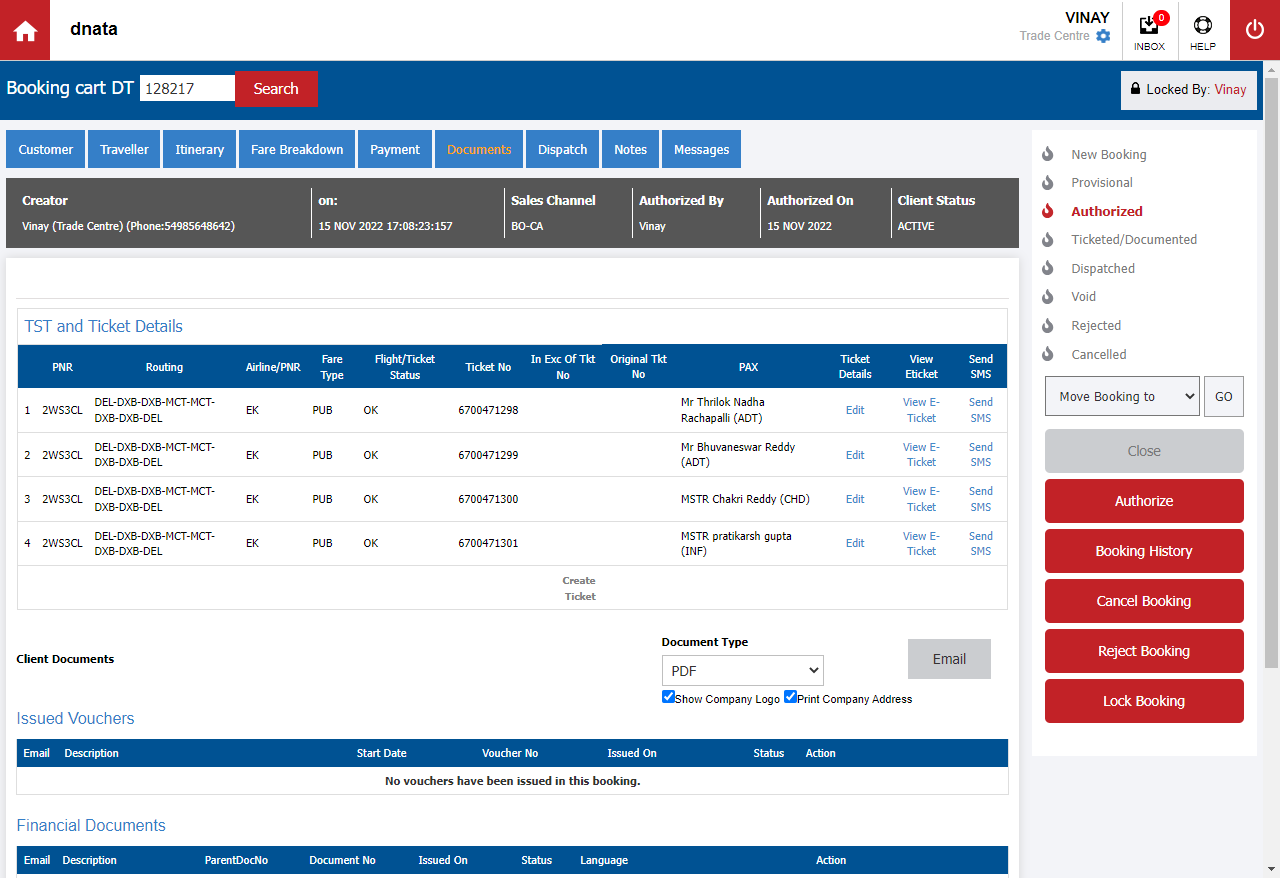 dnata
VINAY
Trade Centre
0
INBOX
HELP
Booking cart DT 128217 Search
Locked By: Vinay
Customer Traveller Itinerary Fare Breakdown Payment Documents Dispatch Notes Messages
Creator on: Sales Channel Authorized By Authorized On Client Status
Vinay (Trade Centre) (Phone:54985648642) 15 NOV 2022 17:08:23:157 BO-CA Vinay 15 NOV 2022 ACTIVE
TST and Ticket Details
PNR Routing Airline/PNR Fare Type Flight/Ticket Status Ticket No In Exc Of Tkt No Original Tkt No PAX Ticket Details View Eticket Send SMS
1 2WS3CL DEL-DXB-DXB-MCT-MCT-DXB-DXB-DEL EK PUB OK 6700471298 Mr Thrilok Nadha Rachapalli (ADT) Edit View E-Ticket Send SMS
2 2WS3CL DEL-DXB-DXB-MCT-MCT-DXB-DXB-DEL EK PUB OK 6700471299 Mr Bhuvaneswar Reddy (ADT) Edit View E-Ticket Send SMS
3 2WS3CL DEL-DXB-DXB-MCT-MCT-DXB-DXB-DEL EK PUB OK 6700471300 MSTR Chakri Reddy (CHD) Edit View E-Ticket Send SMS
4 2WS3CL DEL-DXB-DXB-MCT-MCT-DXB-DXB-DEL EK PUB OK 6700471301 MSTR pratikarsh gupta (INF) Edit View E-Ticket Send SMS
Create
Ticket
Client Documents
Document Type
PDF
Email
Show Company Logo Print Company Address
Issued Vouchers
Email Description Start Date Voucher No Issued On Status Action
No vouchers have been issued in this booking.
Financial Documents
Email Description ParentDocNo Document No Issued On Status Language Action
New Booking
Provisional
Authorized
Ticketed/Documented
Dispatched
Void
Rejected
Cancelled
Move Booking to GO
Close
Authorize
Booking History
Cancel Booking
Reject Booking
Lock Booking